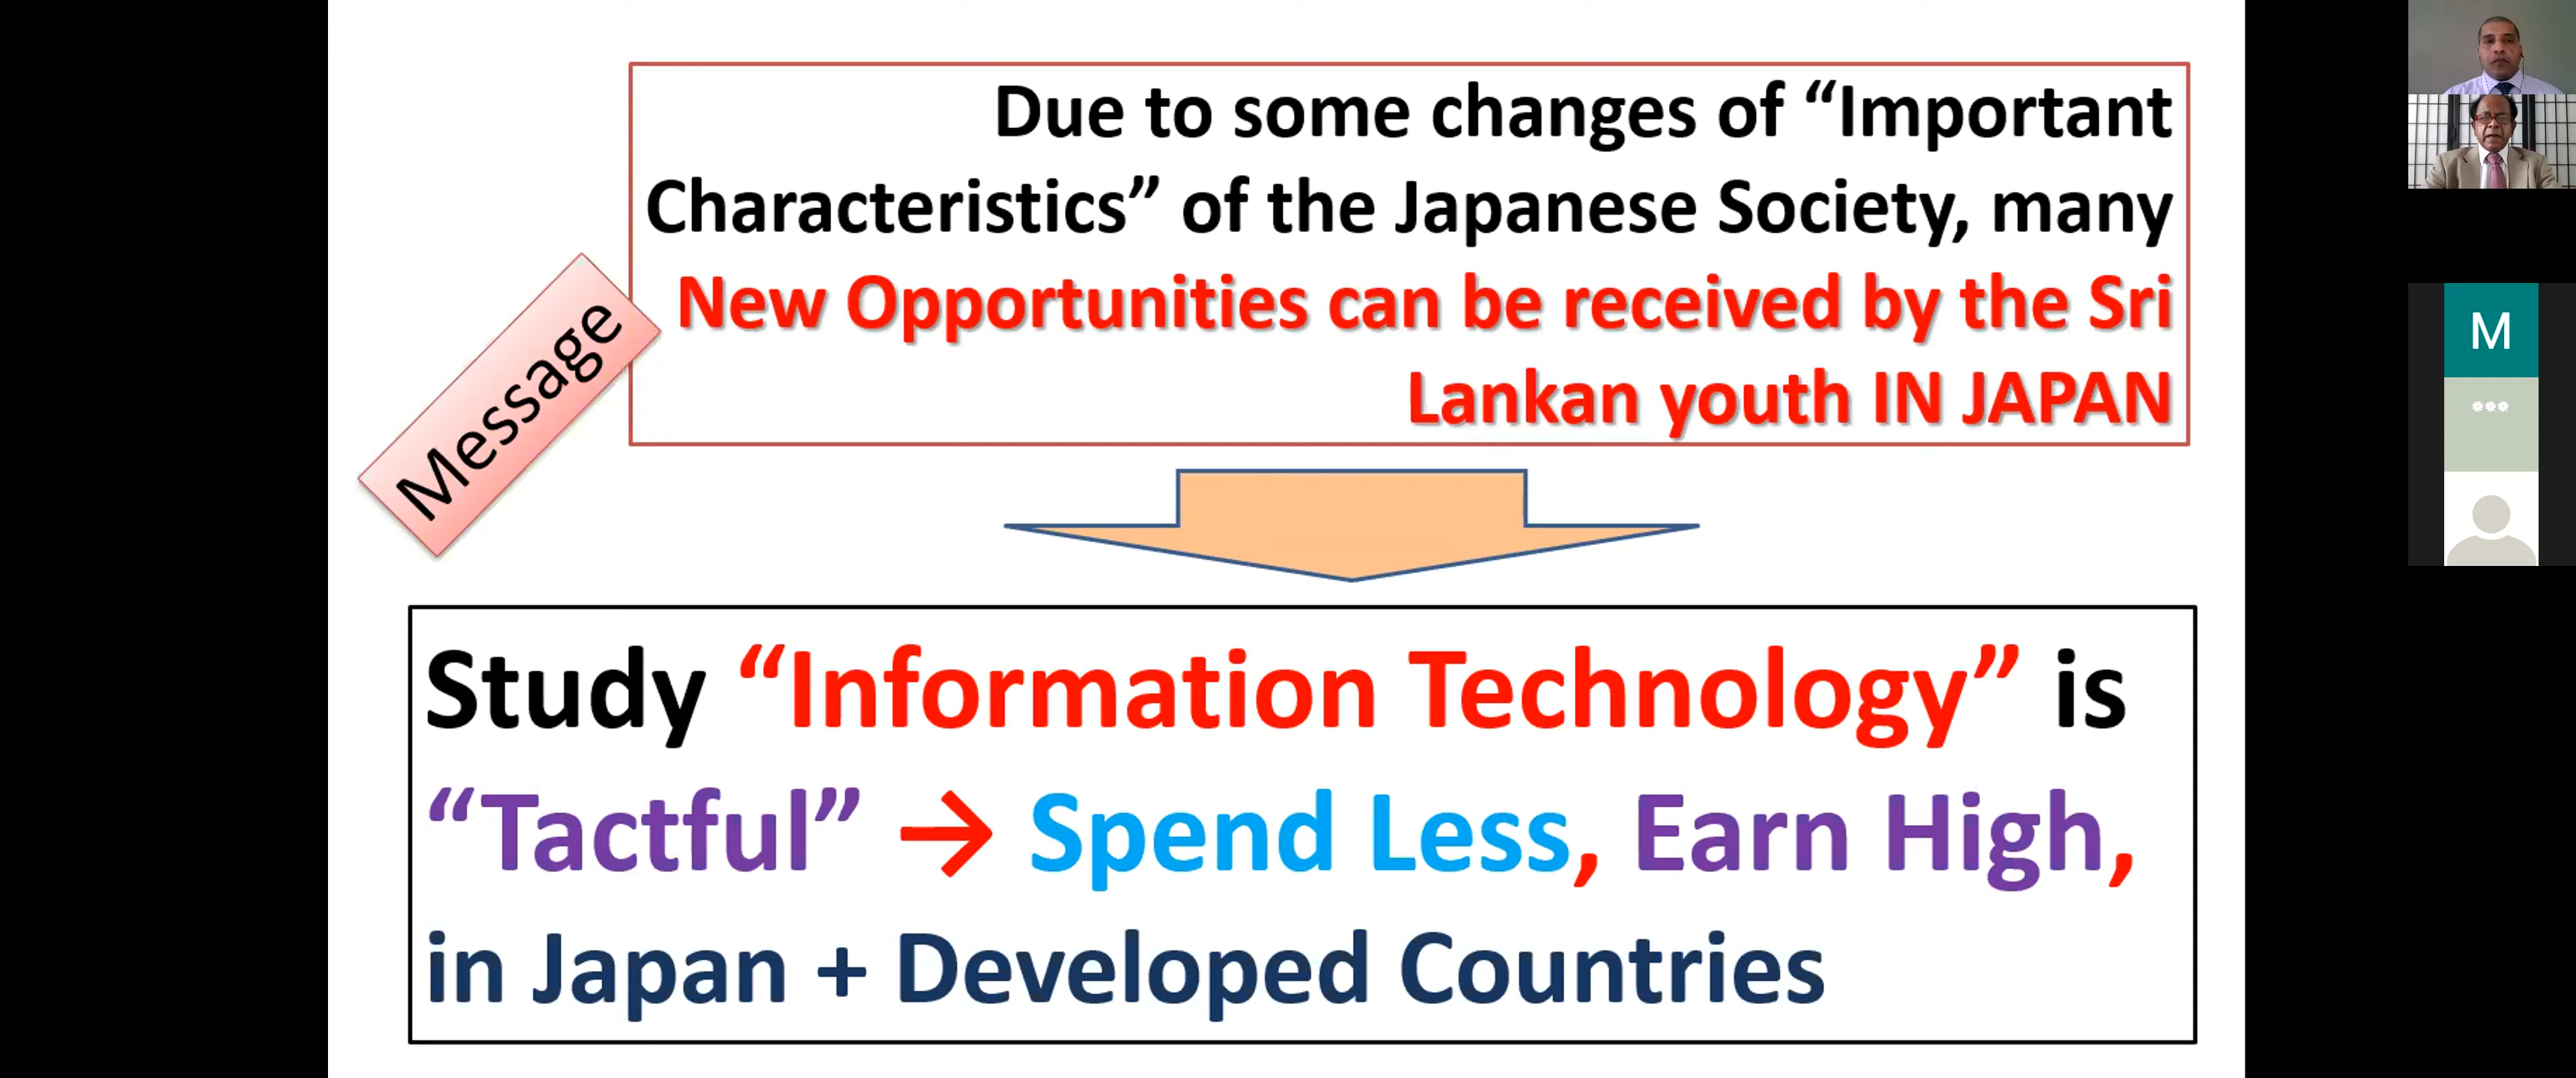 Due to some changes of “Important
Characteristics” of the Japanese Society, many
New Opportunities can be received by the Sri
Lankan youth IN JAPAN
Message
Study “Information Technology” is
“Tactful” → Spend Less, Earn High,
in Japan + Developed Countries
M